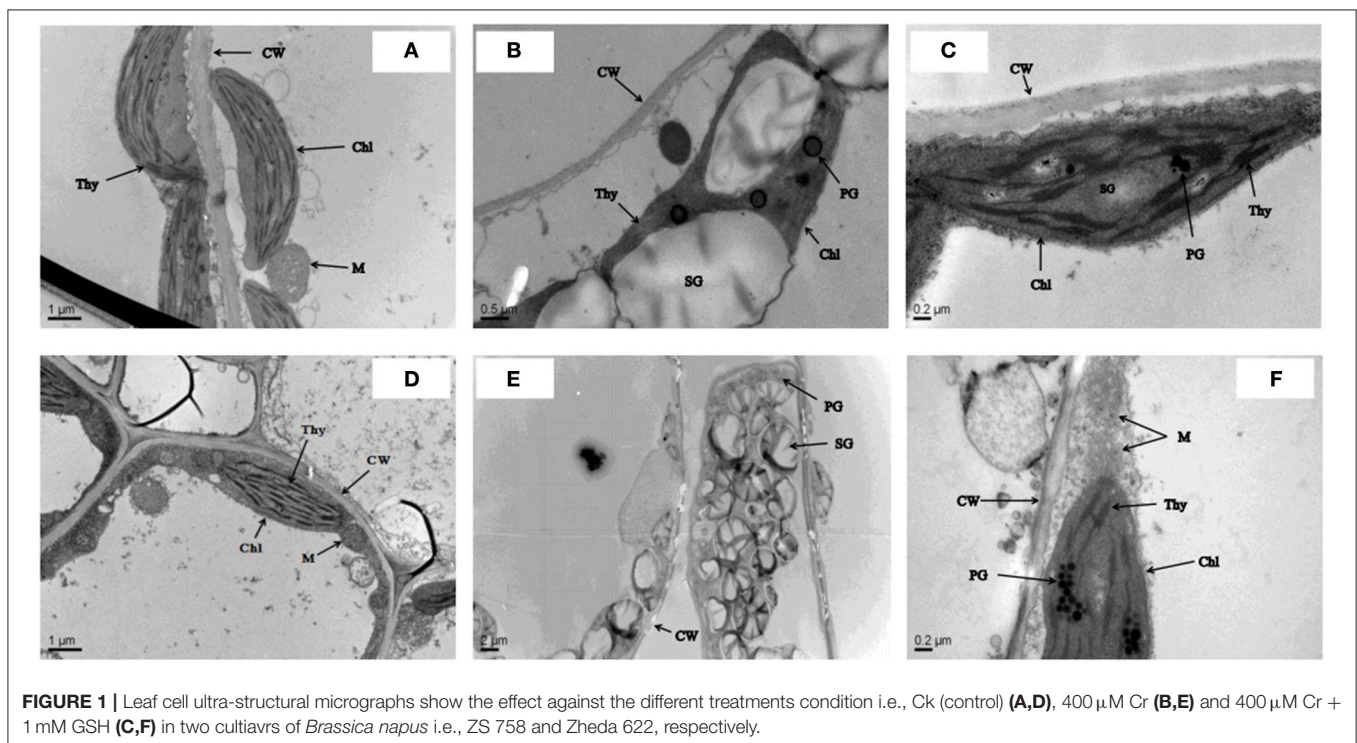 A
CW
Chl
Thy
M
1 µm
B
CW
Thy
PG
Chl
SG
0.5 µm
C
CW
SG
Thy
PG
Chl
0.2 µm
D
Thy
CW
Chl
M
1 µm
E
PG
SG
CW
2 µm
F
M
CW
Thy
PG
Chl
0.2 µm
FIGURE 1 | Leaf cell ultra-structural micrographs show the effect against the different treatments condition i.e., Ck (control) (A,D), 400 µM Cr (B,E) and 400 µM Cr +
1 mM GSH (C,F) in two cultiavrs of Brassica napus i.e., ZS 758 and Zheda 622, respectively.